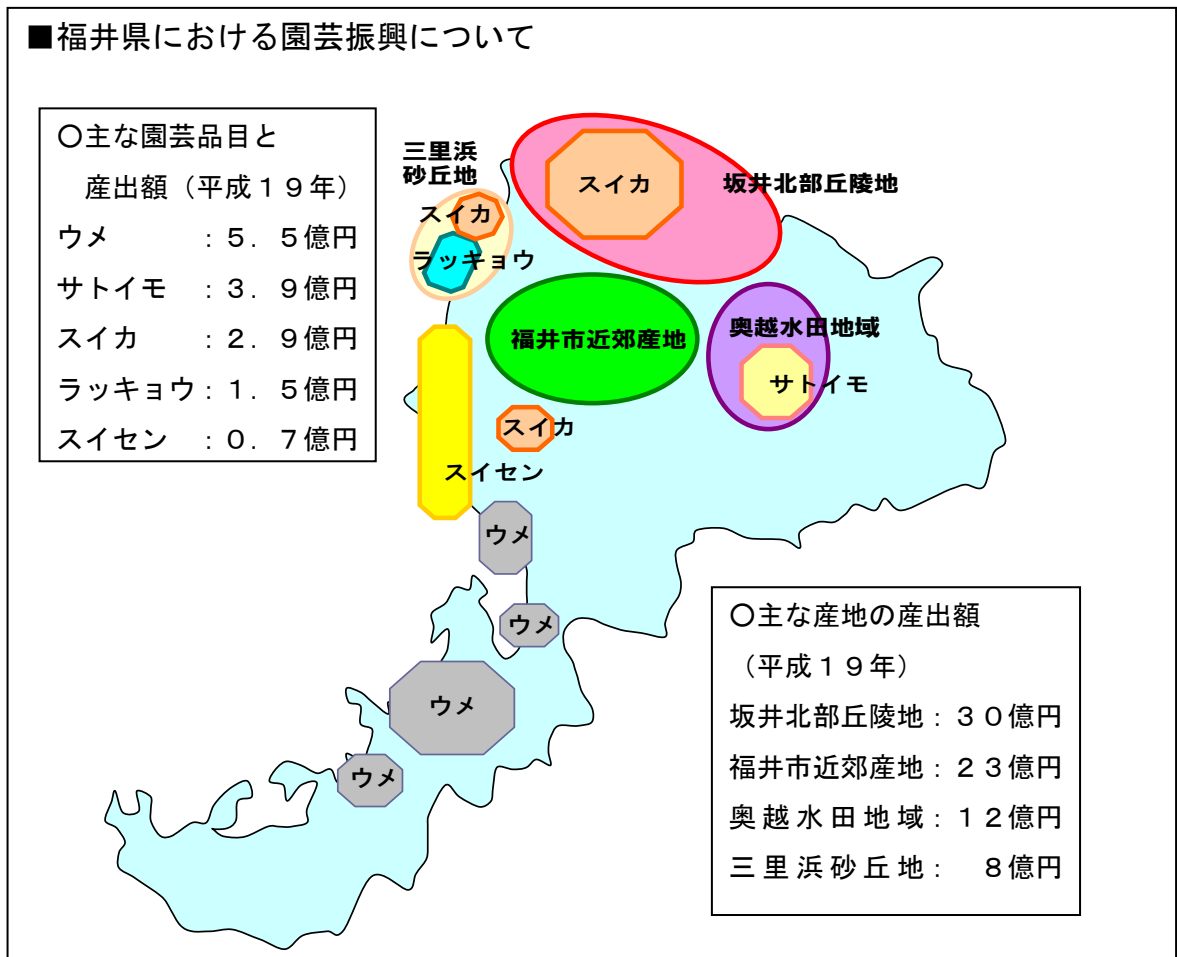 ■福井県における園芸振興について
〇主な園芸品目と
産出額（平成１９年）
ウメ　　　：５．５億円
サトイモ　：３．９億円
スイカ　　：２．９億円
ラッキョウ：１．５億円
スイセン　：０．７億円
三里浜
砂丘地
スイカ
ラッキョウ
スイカ
坂井北部丘陵地
福井市近郊産地
奥越水田地域
サトイモ
スイカ
スイセン
ウメ
ウメ
ウメ
ウメ
〇主な産地の産出額
（平成１９年）
坂井北部丘陵地：３０億円
福井市近郊産地：２３億円
奥越水田地域：１２億円
三里浜砂丘地：　８億円